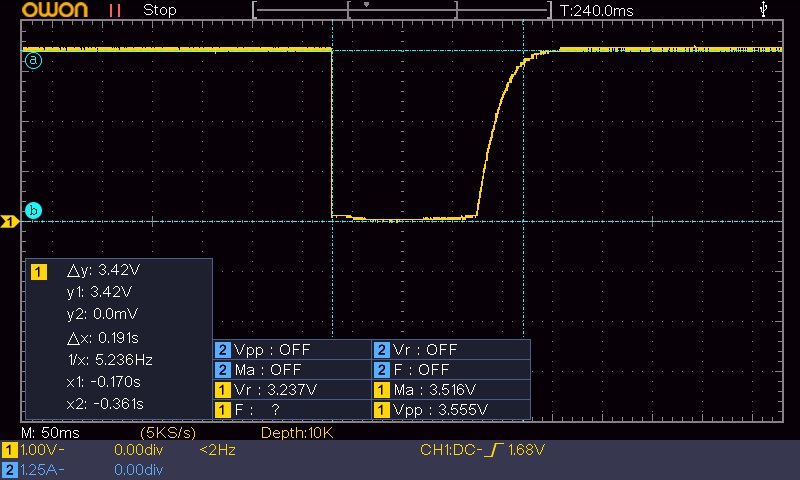 OWON Stop T:240.0ms
a
b
1
1 △y: 3.42V
y1: 3.42V
y2: 0.0mV
△x: 0.191s
1/x: 5.236Hz
x1: -0.170s
x2: -0.361s
2 Vpp : OFF 2 Vr : OFF
2 Ma : OFF 2 F : OFF
1 Vr : 3.237V 1 Ma : 3.516V
1 F : ? 1 Vpp : 3.555V
M: 50ms (5KS/s) Depth:10K
1 1.00V- 0.00div <2Hz CH1:DC- 1.68V
2 1.25A- 0.00div